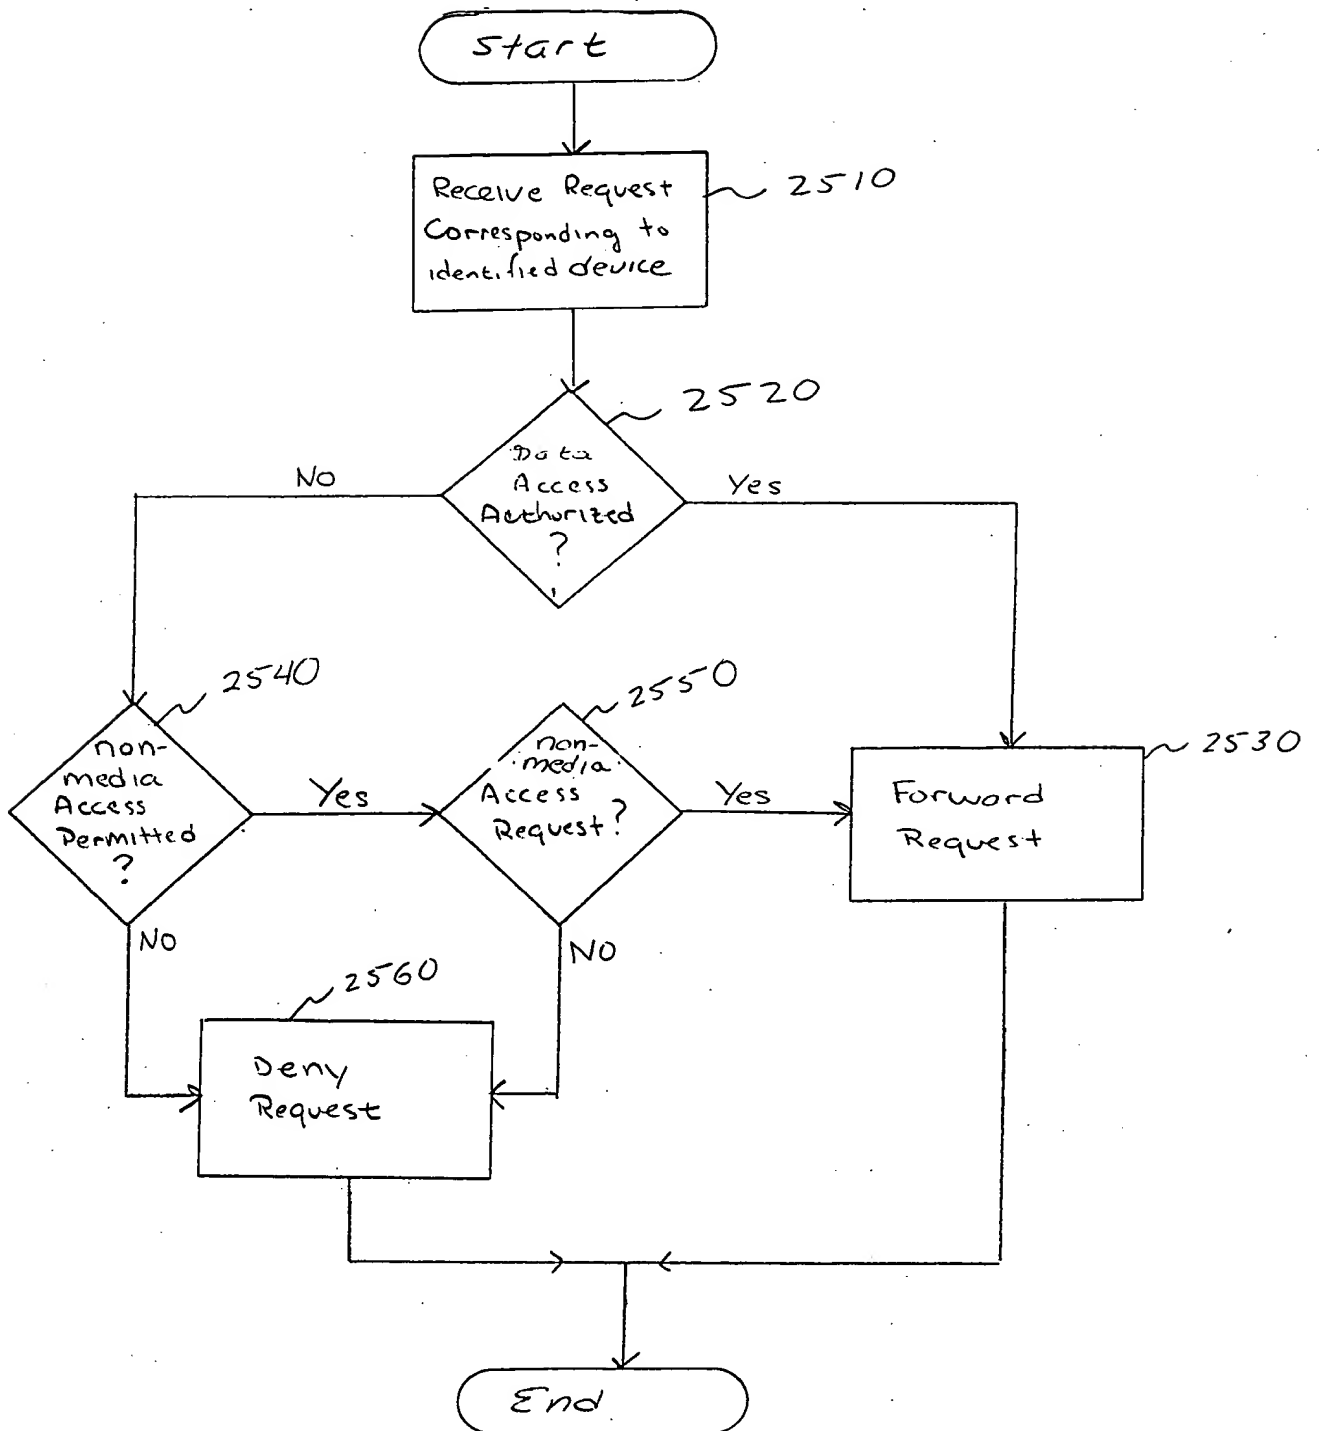 Start
Receive Request
Corresponding to
identified device
2510
2520
Data
Access
Authorized
?
No
Yes
2540
non-
media
Access
Permitted
?
Yes
NO
2550
non-
media
Access
Request?
Yes
NO
2530
Forward
Request
2560
Deny
Request
End